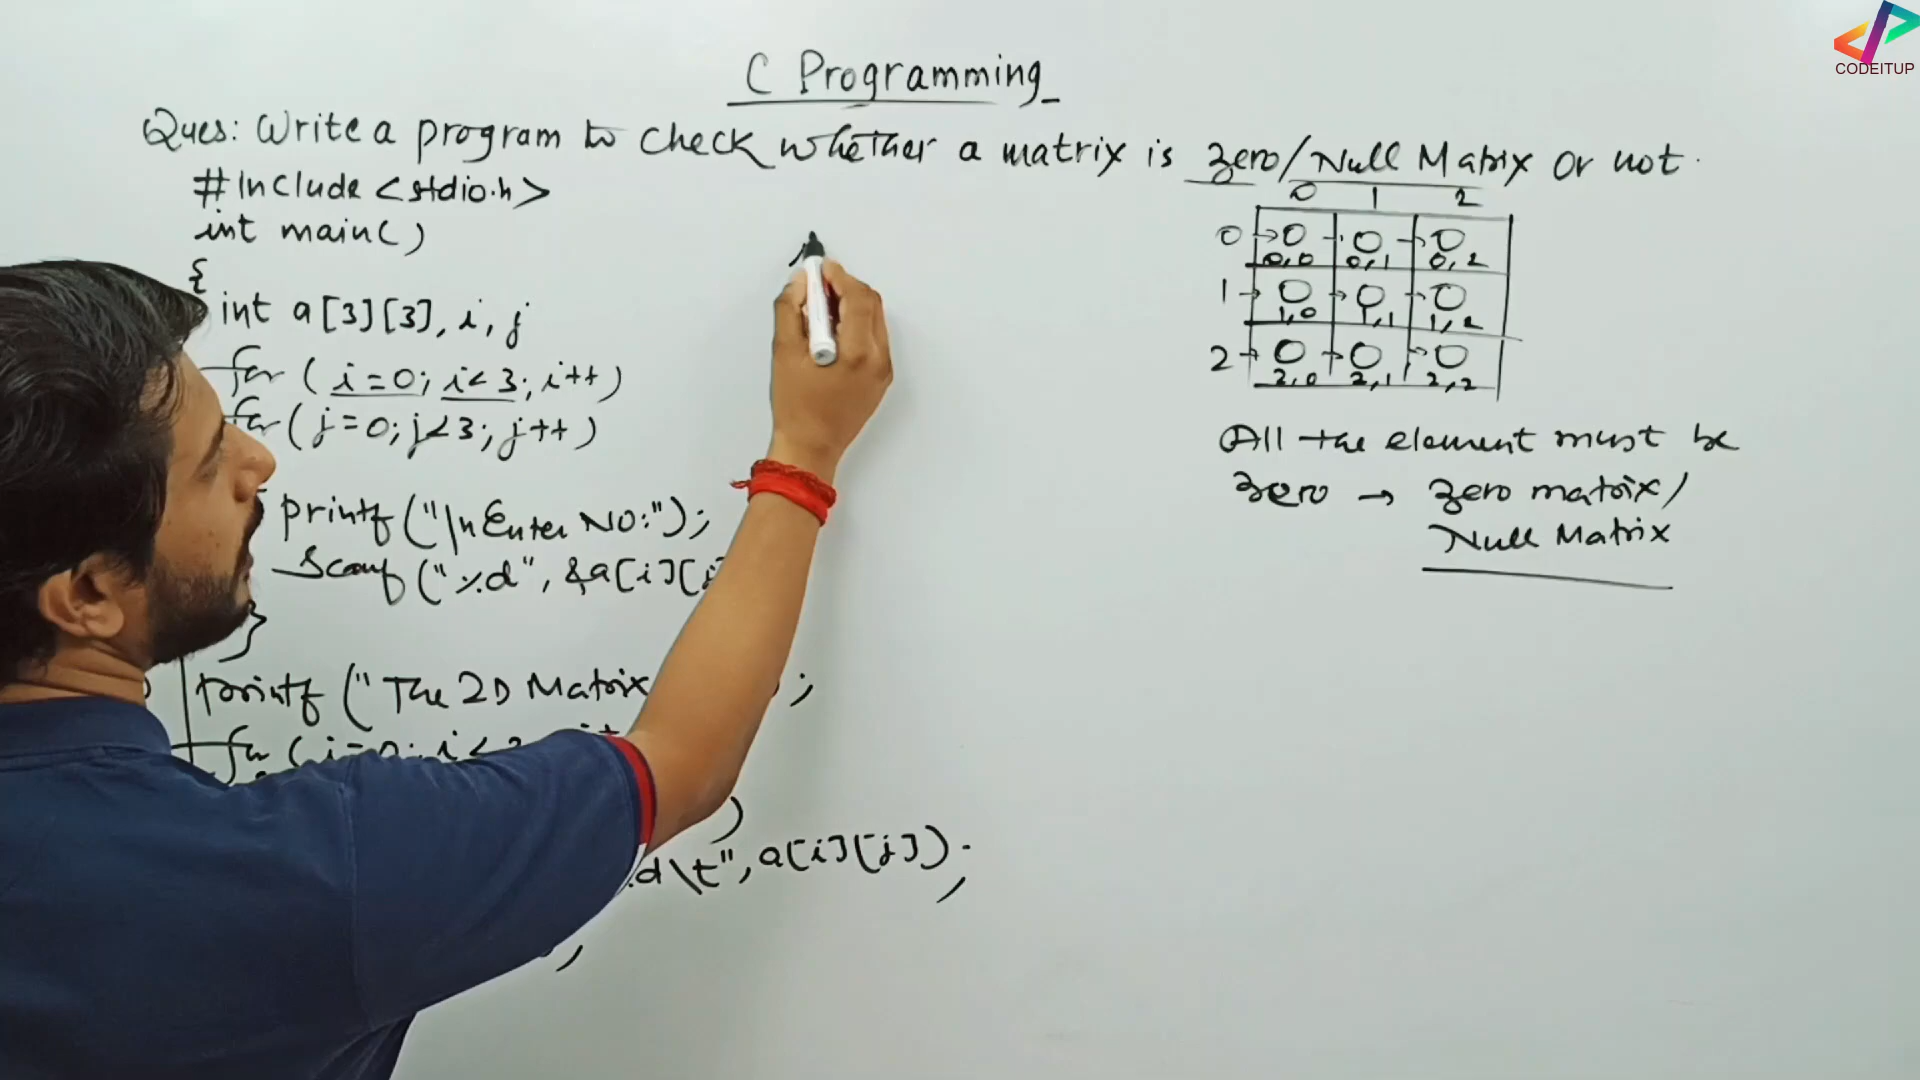 CODEITUP
C Programming
Ques: Write a program to check whether a matrix is Zero/Null Matrix or not.
#include <stdio.h>
int main()
{
int a[3][3], i, j
for (i=0; i<3; i++)
for (j=0; j<3; j++)
printf("\nEnter No:");
Scanf("%d", &a[i][j]
}
printf("The 2D Matrix ;
for (i=0; i<3; i++
)
d\t", a[i][j]);
0 1 2
0 → 0 → 0 → 0
0,0 0,1 0,2
1 → 0 → 0 → 0
1,0 1,1 1,2
2 → 0 → 0 → 0
2,0 2,1 2,2
All the element must be
Zero → Zero matrix/
Null Matrix